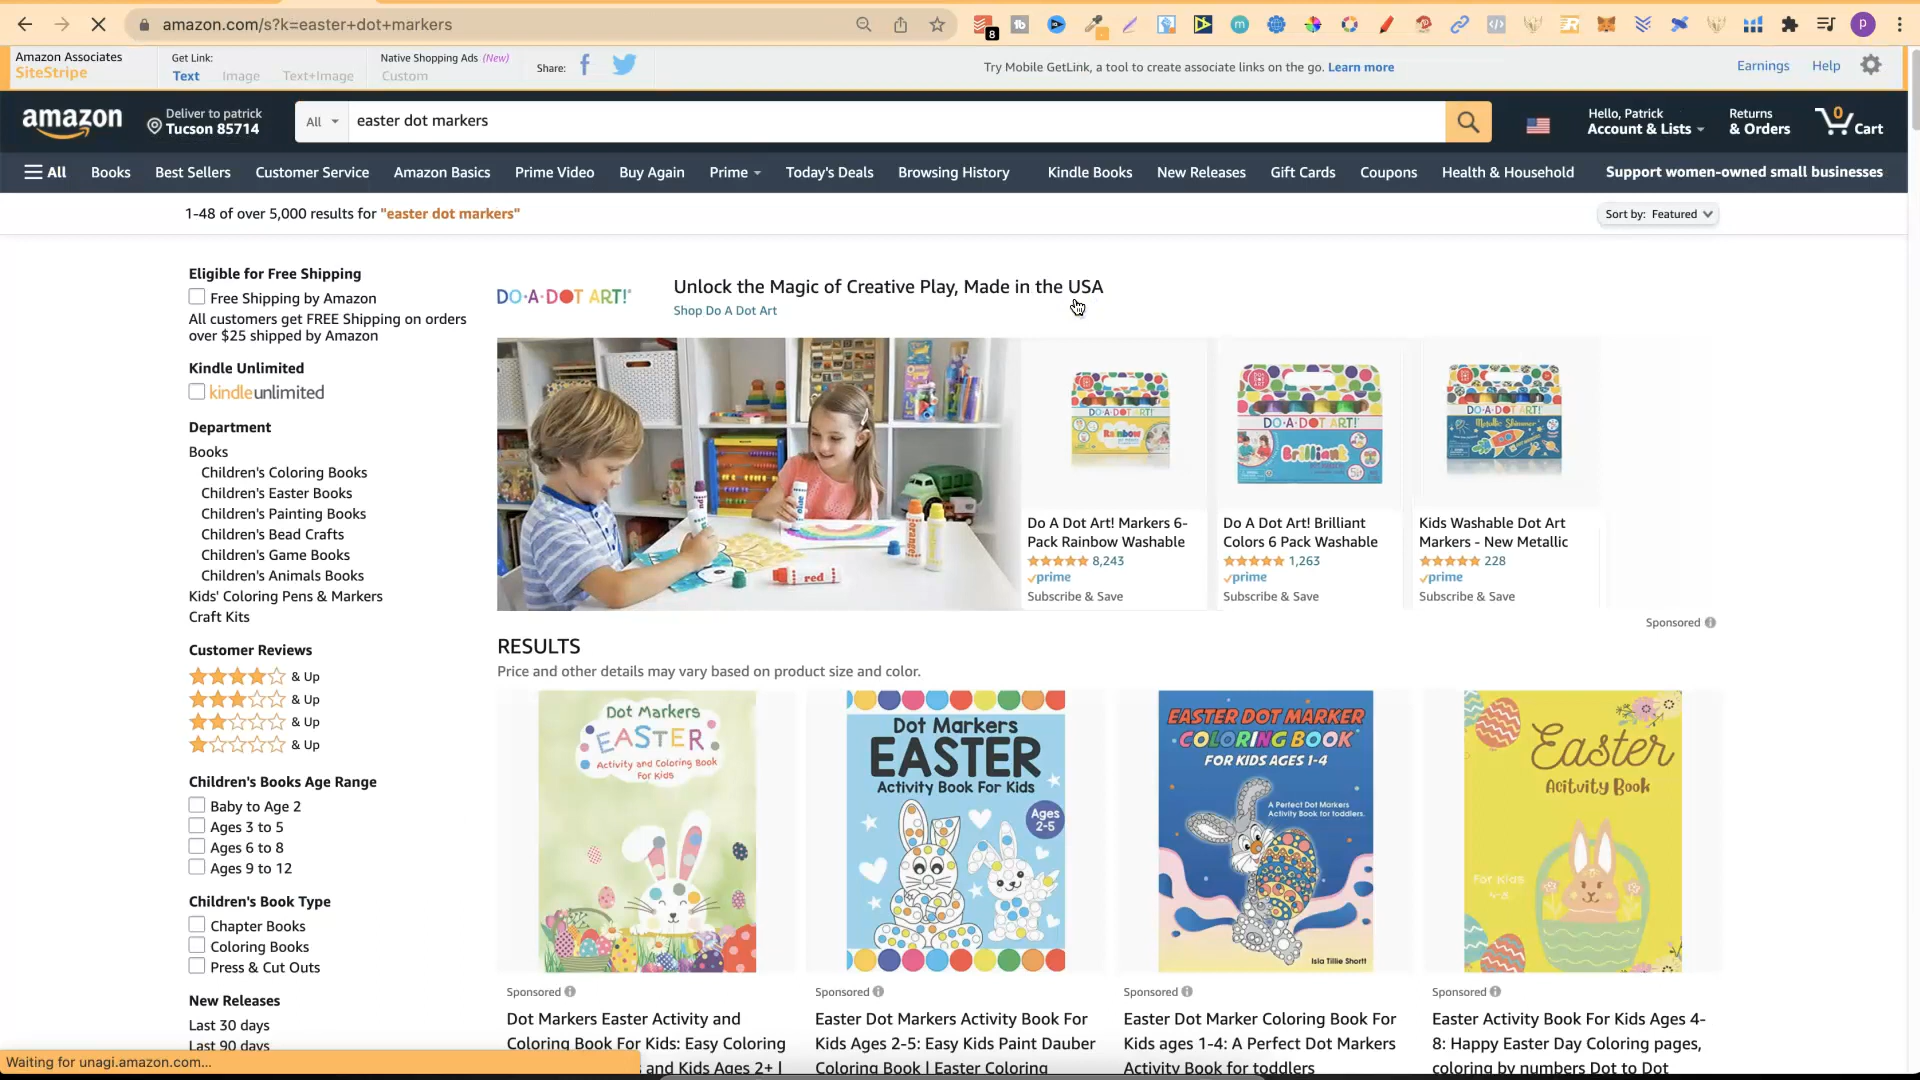 amazon.com/s?k=easter+dot+markers
8
Amazon Associates
SiteStripe
Get Link:
Text
Image
Text+Image
Native Shopping Ads (New)
Custom
Share:
Try Mobile GetLink, a tool to create associate links on the go. Learn more
Earnings
Help
amazon
Deliver to patrick
Tucson 85714
All
easter dot markers
Hello, Patrick
Account & Lists
Returns
& Orders
0
Cart
All
Books
Best Sellers
Customer Service
Amazon Basics
Prime Video
Buy Again
Prime
Today's Deals
Browsing History
Kindle Books
New Releases
Gift Cards
Coupons
Health & Household
Support women-owned small businesses
1-48 of over 5,000 results for "easter dot markers"
Sort by: Featured
Eligible for Free Shipping
Free Shipping by Amazon
All customers get FREE Shipping on orders
over $25 shipped by Amazon
Kindle Unlimited
kindleunlimited
Department
Books
Children's Coloring Books
Children's Easter Books
Children's Painting Books
Children's Bead Crafts
Children's Game Books
Children's Animals Books
Kids' Coloring Pens & Markers
Craft Kits
Customer Reviews
& Up
& Up
& Up
& Up
Children's Books Age Range
Baby to Age 2
Ages 3 to 5
Ages 6 to 8
Ages 9 to 12
Children's Book Type
Chapter Books
Coloring Books
Press & Cut Outs
New Releases
Last 30 days
Last 90 days
DO·A·DOT ART!
Unlock the Magic of Creative Play, Made in the USA
Shop Do A Dot Art
red
orange
DO·A·DOT ART!
Rainbow
DO·A·DOT ART!
Brilliant
DO·A·DOT ART!
Metallic Shimmer
Do A Dot Art! Markers 6-
Pack Rainbow Washable
8,243
prime
Subscribe & Save
Do A Dot Art! Brilliant
Colors 6 Pack Washable
1,263
prime
Subscribe & Save
Kids Washable Dot Art
Markers - New Metallic
228
prime
Subscribe & Save
Sponsored
RESULTS
Price and other details may vary based on product size and color.
Dot Markers
EASTER
Activity and Coloring Book
For Kids
Dot Markers
EASTER
Activity Book For Kids
Ages
2-5
EASTER DOT MARKER
COLORING BOOK
FOR KIDS AGES 1-4
A Perfect Dot Markers
Activity Book for toddlers.
Isla Tillie Shortt
Easter
Acitvity Book
For Kids
4-8
Sponsored
Dot Markers Easter Activity and
Coloring Book For Kids: Easy Coloring
and Kids Ages 2+ |
Sponsored
Easter Dot Markers Activity Book For
Kids Ages 2-5: Easy Kids Paint Dauber
Coloring Book | Easter Coloring
Sponsored
Easter Dot Marker Coloring Book For
Kids ages 1-4: A Perfect Dot Markers
Activity Book for toddlers
Sponsored
Easter Activity Book For Kids Ages 4-
8: Happy Easter Day Coloring pages,
coloring by numbers Dot to Dot
Waiting for unagi.amazon.com...